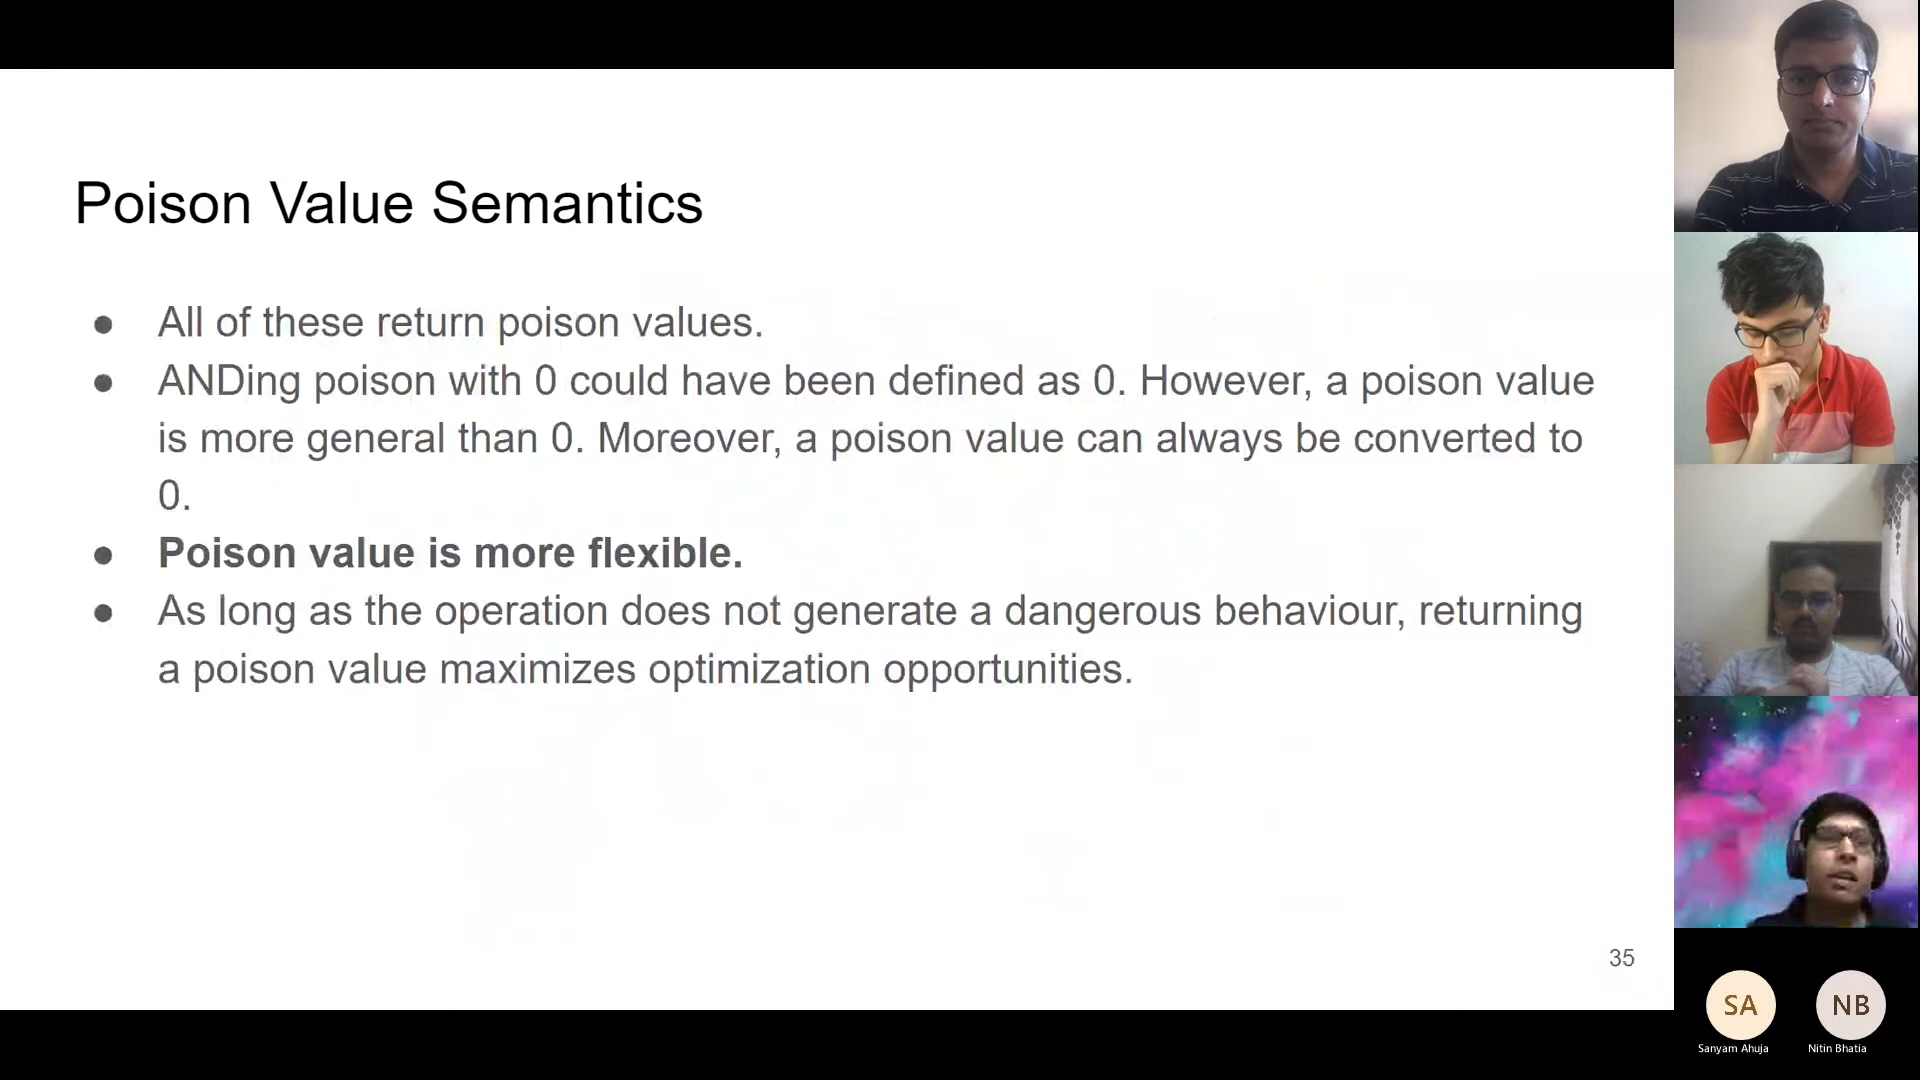 Poison Value Semantics
● All of these return poison values.
● ANDing poison with 0 could have been defined as 0. However, a poison value
is more general than 0. Moreover, a poison value can always be converted to
0.
● Poison value is more flexible.
● As long as the operation does not generate a dangerous behaviour, returning
a poison value maximizes optimization opportunities.
35
SA NB
Sanyam Ahuja Nitin Bhatia